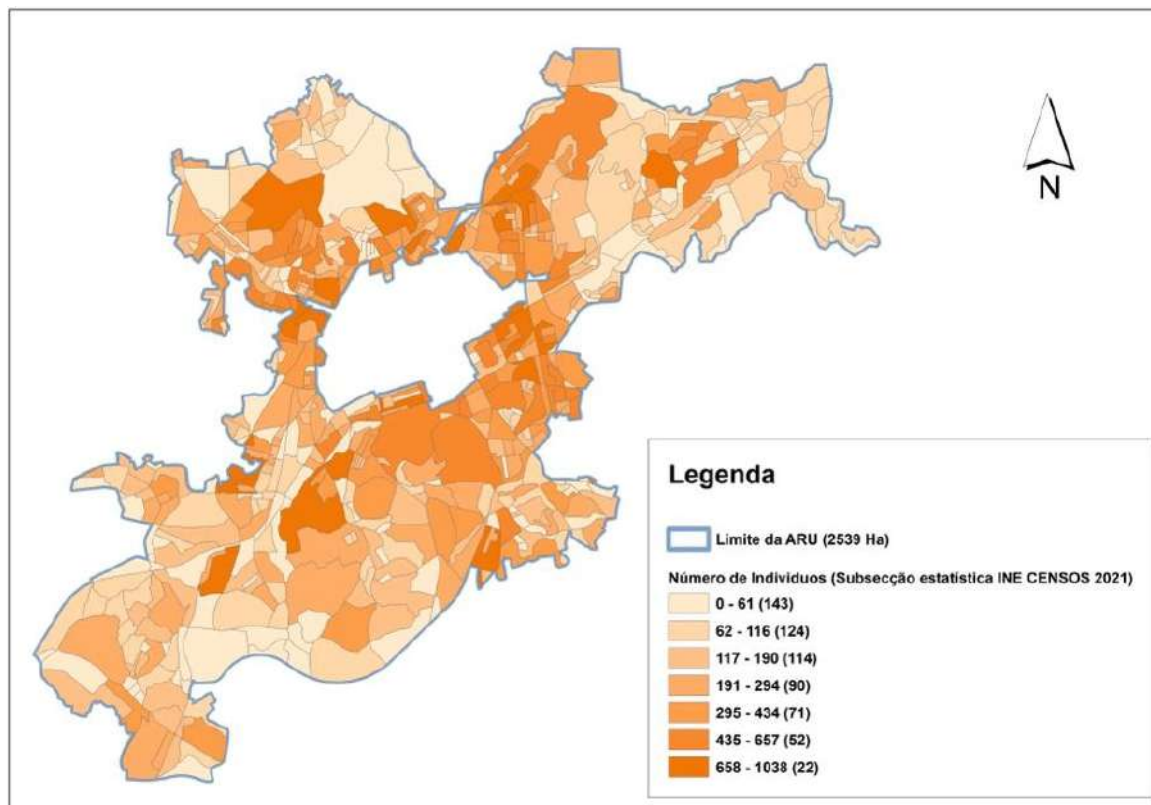 N
Legenda
Limite da ARU (2539 Ha)
Número de Individuos (Subsecção estatística INE CENSOS 2021)
0 - 61 (143)
62 - 116 (124)
117 - 190 (114)
191 - 294 (90)
295 - 434 (71)
435 - 657 (52)
658 - 1038 (22)